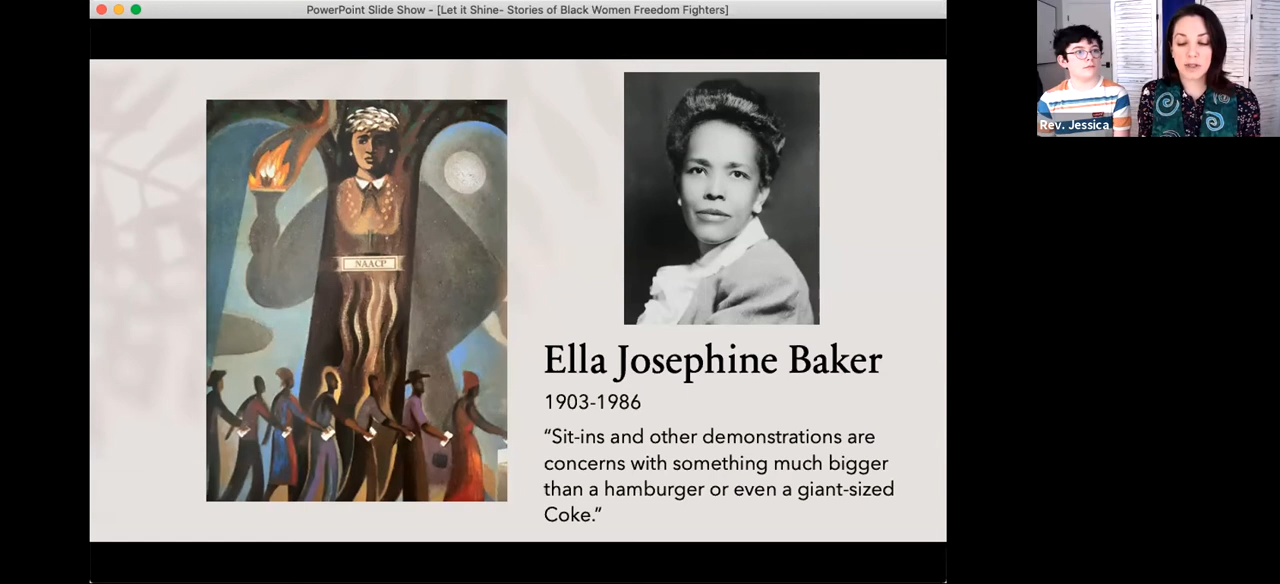 PowerPoint Slide Show - [Let it Shine- Stories of Black Women Freedom Fighters]
Rev. Jessica
NAACP
Ella Josephine Baker
1903-1986
“Sit-ins and other demonstrations are
concerns with something much bigger
than a hamburger or even a giant-sized
Coke.”